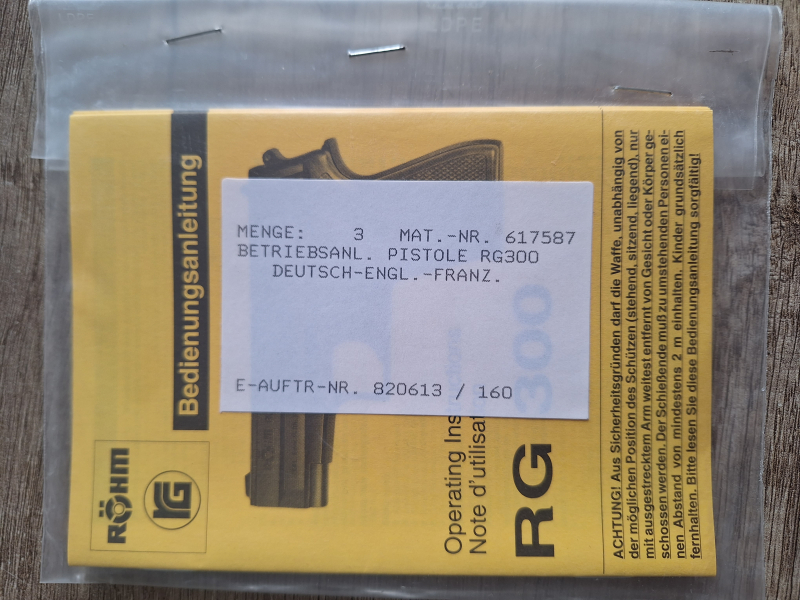 MENGE: 3 MAT.-NR. 617587
BETRIEBSANL. PISTOLE RG300
DEUTSCH-ENGL.-FRANZ.
E-AUFTR-NR. 820613 / 160
RÖHM
RG
Bedienungsanleitung
Operating Ins
Note d'utilisat
RG 300
ACHTUNG! Aus Sicherheitsgründen darf die Waffe, unabhängig von
der möglichen Position des Schützen (stehend, sitzend, liegend), nur
mit ausgestrecktem Arm weitest entfernt von Gesicht oder Körper ge-
schossen werden. Der Schießende muß zu umstehenden Personen ei-
nen Abstand von mindestens 2 m einhalten. Kinder grundsätzlich
fernhalten. Bitte lesen Sie diese Bedienungsanleitung sorgfältig!